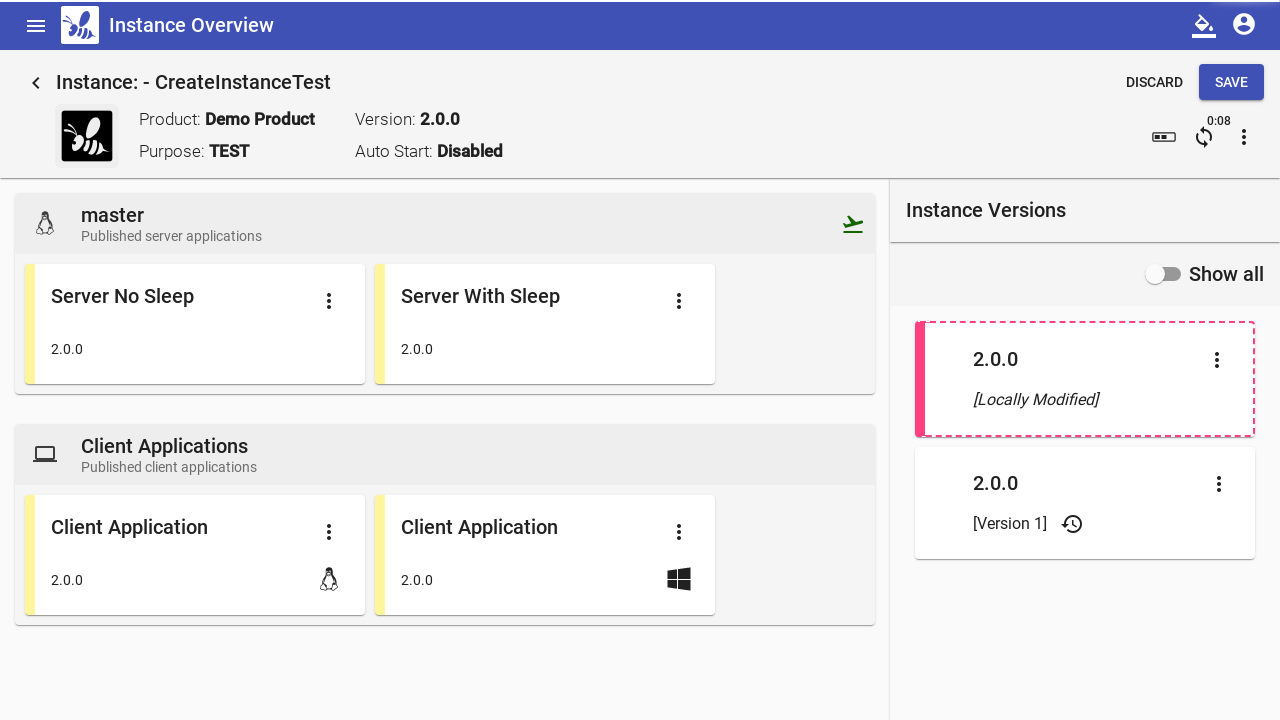 Instance Overview
Instance: - CreateInstanceTest
DISCARD
SAVE
Product: Demo Product
Version: 2.0.0
Purpose: TEST
Auto Start: Disabled
0:08
master
Published server applications
Server No Sleep
2.0.0
Server With Sleep
2.0.0
Client Applications
Published client applications
Client Application
2.0.0
Client Application
2.0.0
Instance Versions
Show all
2.0.0
[Locally Modified]
2.0.0
[Version 1]